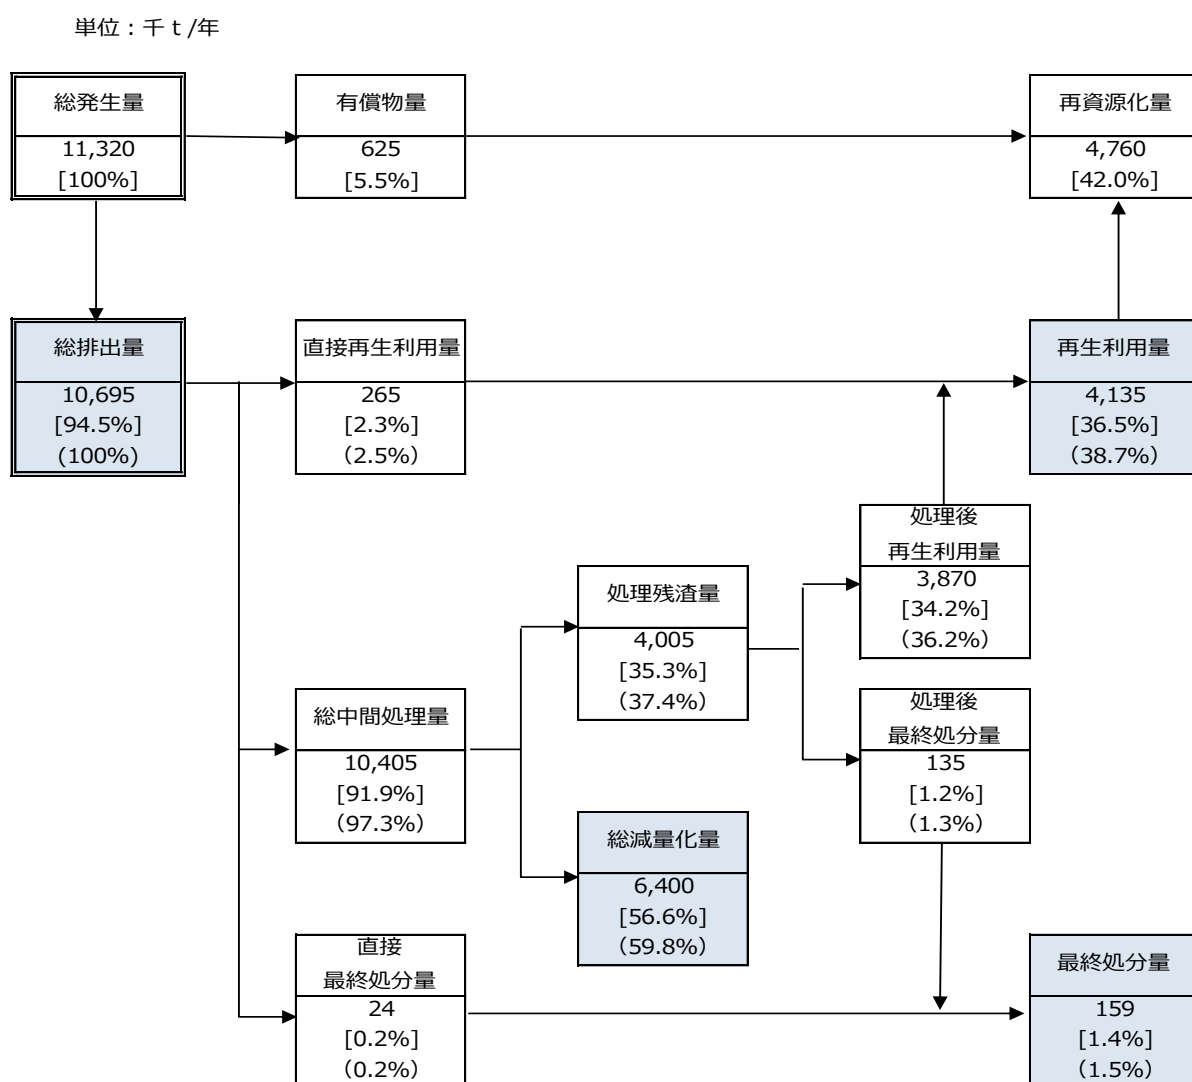 単位：千ｔ/年
総発生量
11,320
[100%]
有償物量
625
[5.5%]
再資源化量
4,760
[42.0%]
総排出量
10,695
[94.5%]
(100%)
直接再生利用量
265
[2.3%]
（2.5%）
再生利用量
4,135
[36.5%]
（38.7%）
処理後
再生利用量
3,870
[34.2%]
（36.2%）
処理残渣量
4,005
[35.3%]
（37.4%）
総中間処理量
10,405
[91.9%]
（97.3%）
処理後
最終処分量
135
[1.2%]
（1.3%）
総減量化量
6,400
[56.6%]
（59.8%）
直接
最終処分量
24
[0.2%]
（0.2%）
最終処分量
159
[1.4%]
（1.5%）